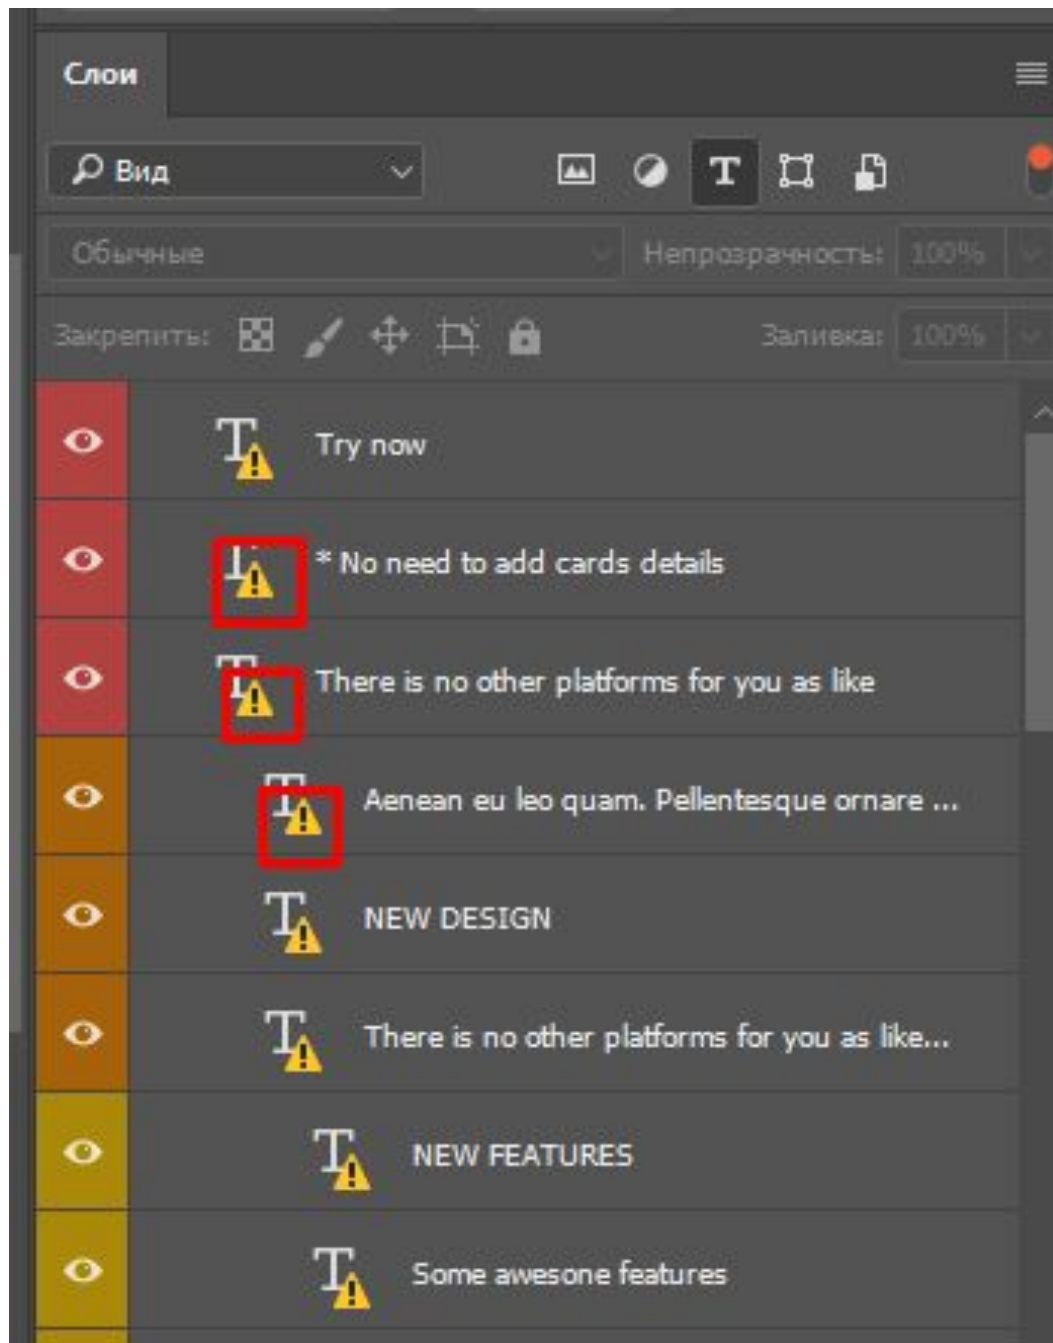 Слои
Вид
Обычные Непрозрачность: 100%
Закрепить: Заливка: 100%
Try now
* No need to add cards details
There is no other platforms for you as like
Aenean eu leo quam. Pellentesque ornare ...
NEW DESIGN
There is no other platforms for you as like...
NEW FEATURES
Some awesone features